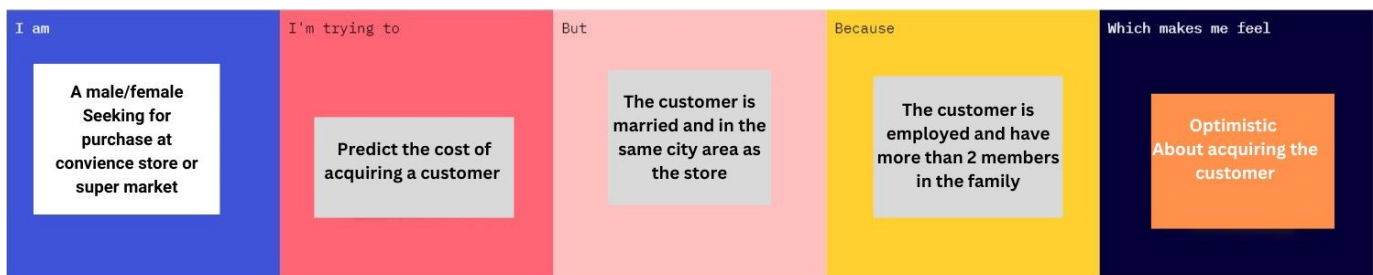 I am
A male/female
Seeking for
purchase at
convience store or
super market
I'm trying to
Predict the cost of
acquiring a customer
But
The customer is
married and in the
same city area as
the store
Because
The customer is
employed and have
more than 2 members
in the family
Which makes me feel
Optimistic
About acquiring the
customer